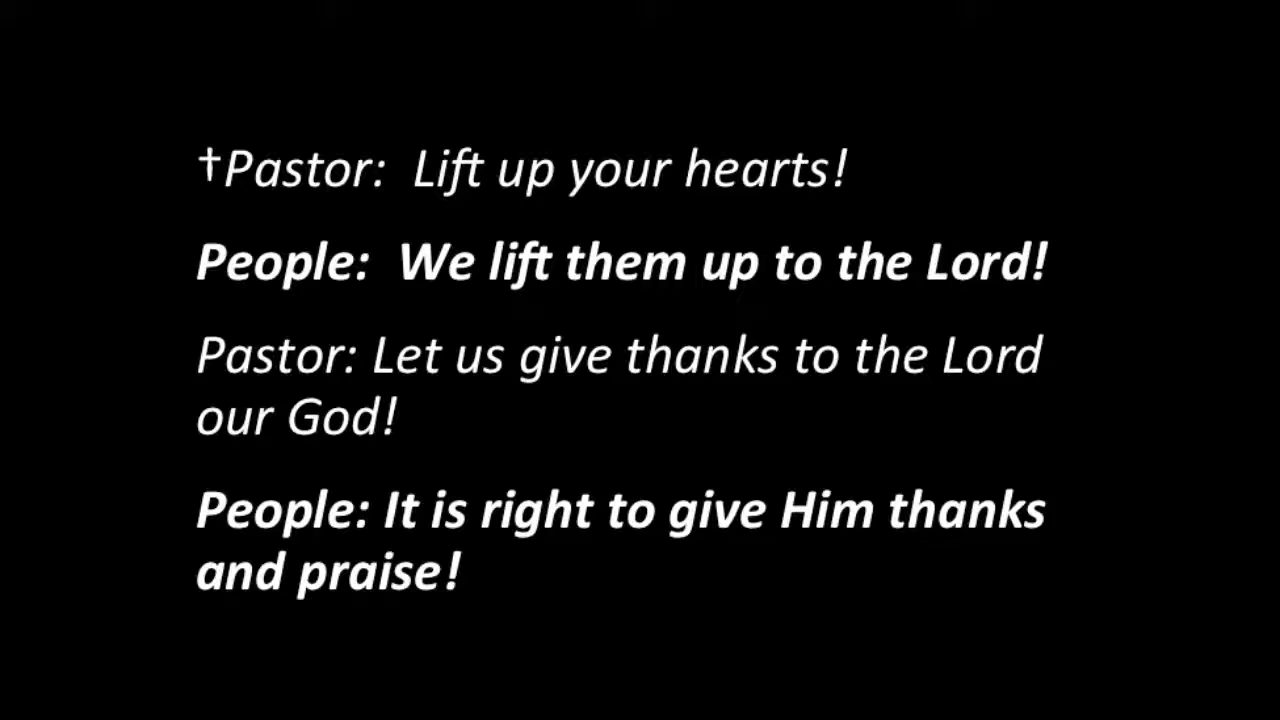 †Pastor:  Lift up your hearts!
People:  We lift them up to the Lord!
Pastor: Let us give thanks to the Lord
our God!
People: It is right to give Him thanks
and praise!